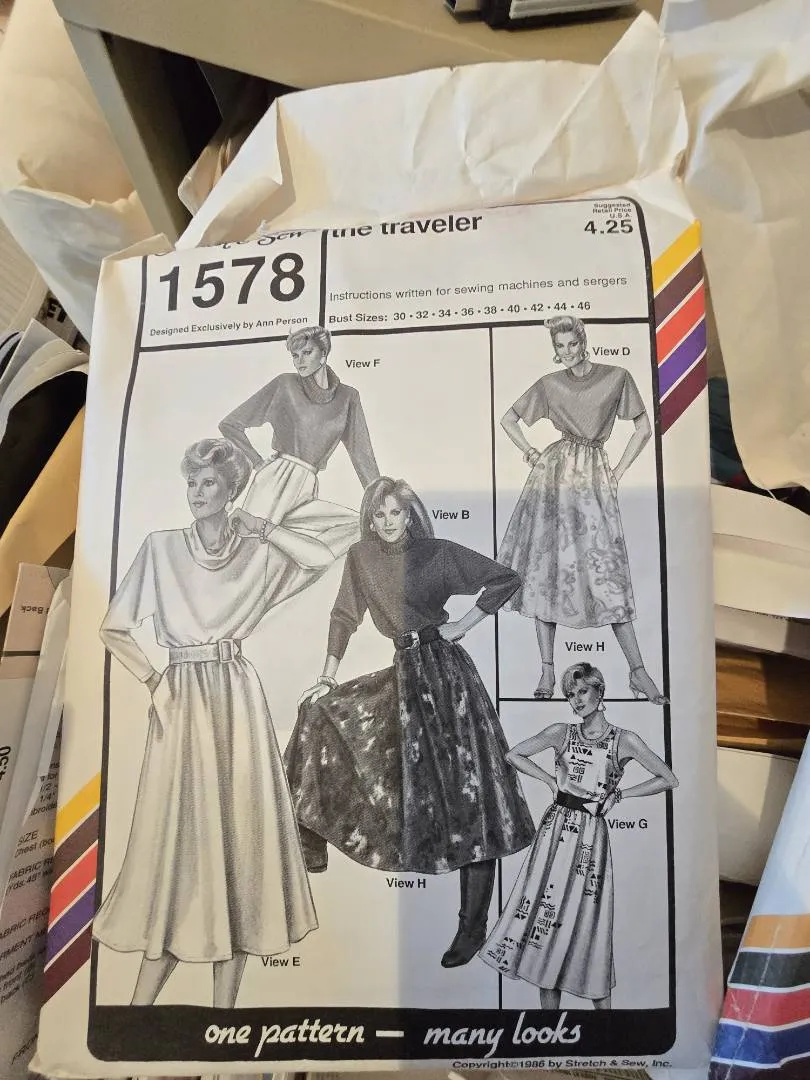 the traveler
Suggested
Retail Price
U.S.A.
4.25
1578
Designed Exclusively by Ann Person
Instructions written for sewing machines and sergers
Bust Sizes: 30 • 32 • 34 • 36 • 38 • 40 • 42 • 44 • 46
View F
View D
View B
View H
View G
View H
View E
one pattern — many looks
Copyright©1986 by Stretch & Sew, Inc.
Back
SIZE